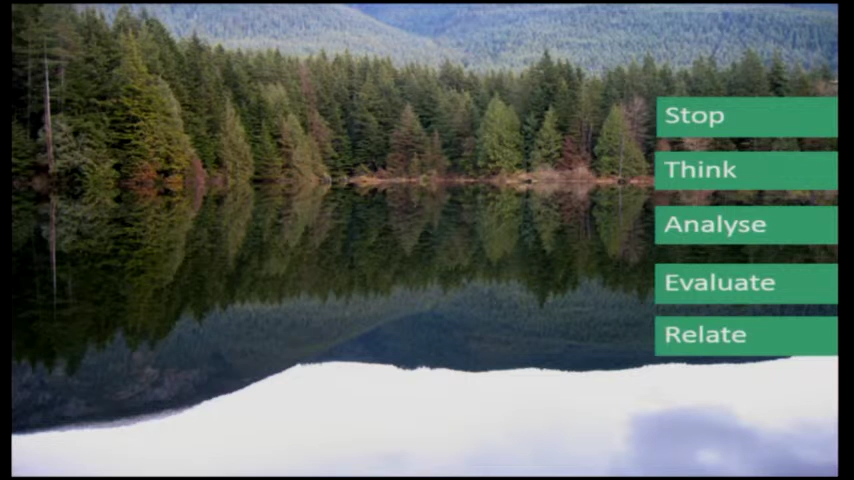 Stop
Think
Analyse
Evaluate
Relate